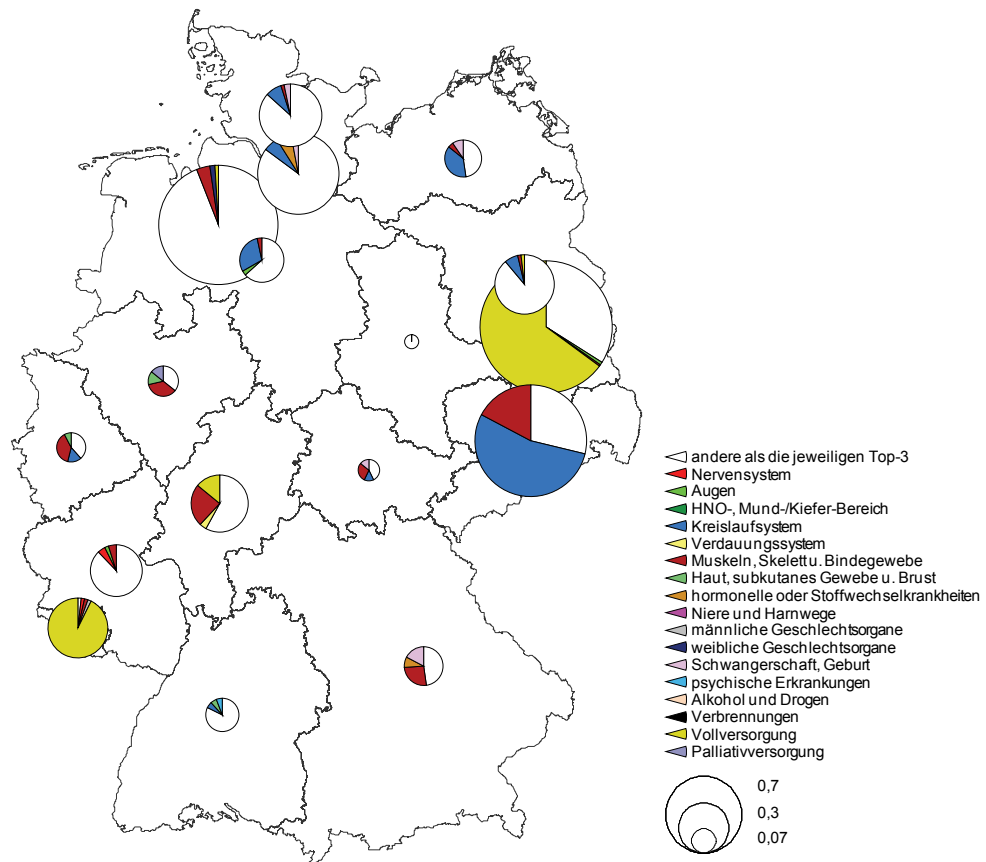 andere als die jeweiligen Top-3
Nervensystem
Augen
HNO-, Mund-/Kiefer-Bereich
Kreislaufsystem
Verdauungssystem
Muskeln, Skelett u. Bindegewebe
Haut, subkutanes Gewebe u. Brust
hormonelle oder Stoffwechselkrankheiten
Niere und Harnwege
männliche Geschlechtsorgane
weibliche Geschlechtsorgane
Schwangerschaft, Geburt
psychische Erkrankungen
Alkohol und Drogen
Verbrennungen
Vollversorgung
Palliativversorgung
0,7
0,3
0,07